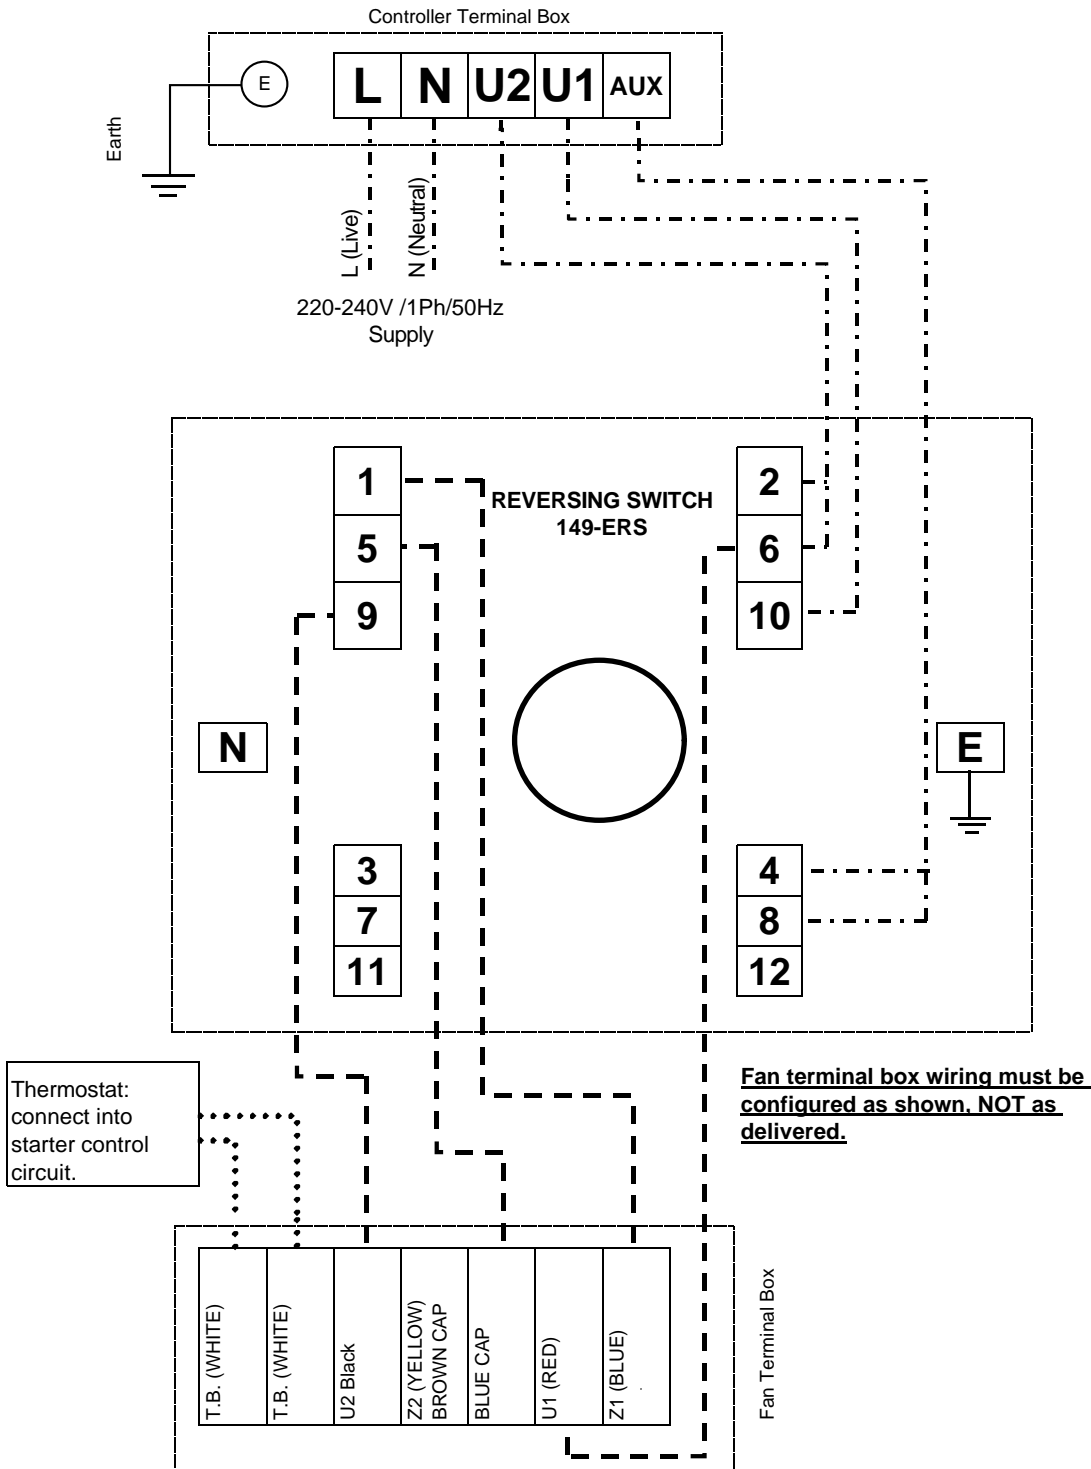 Controller Terminal Box
E
L N U2 U1 AUX
Earth
L (Live)
N (Neutral)
220-240V /1Ph/50Hz
Supply
1
5
9
REVERSING SWITCH
149-ERS
2
6
10
N
E
3
7
11
4
8
12
Thermostat:
connect into
starter control
circuit.
Fan terminal box wiring must be
configured as shown, NOT as
delivered.
T.B. (WHITE)
T.B. (WHITE)
U2 Black
Z2 (YELLOW)
BROWN CAP
BLUE CAP
U1 (RED)
Z1 (BLUE)
Fan Terminal Box